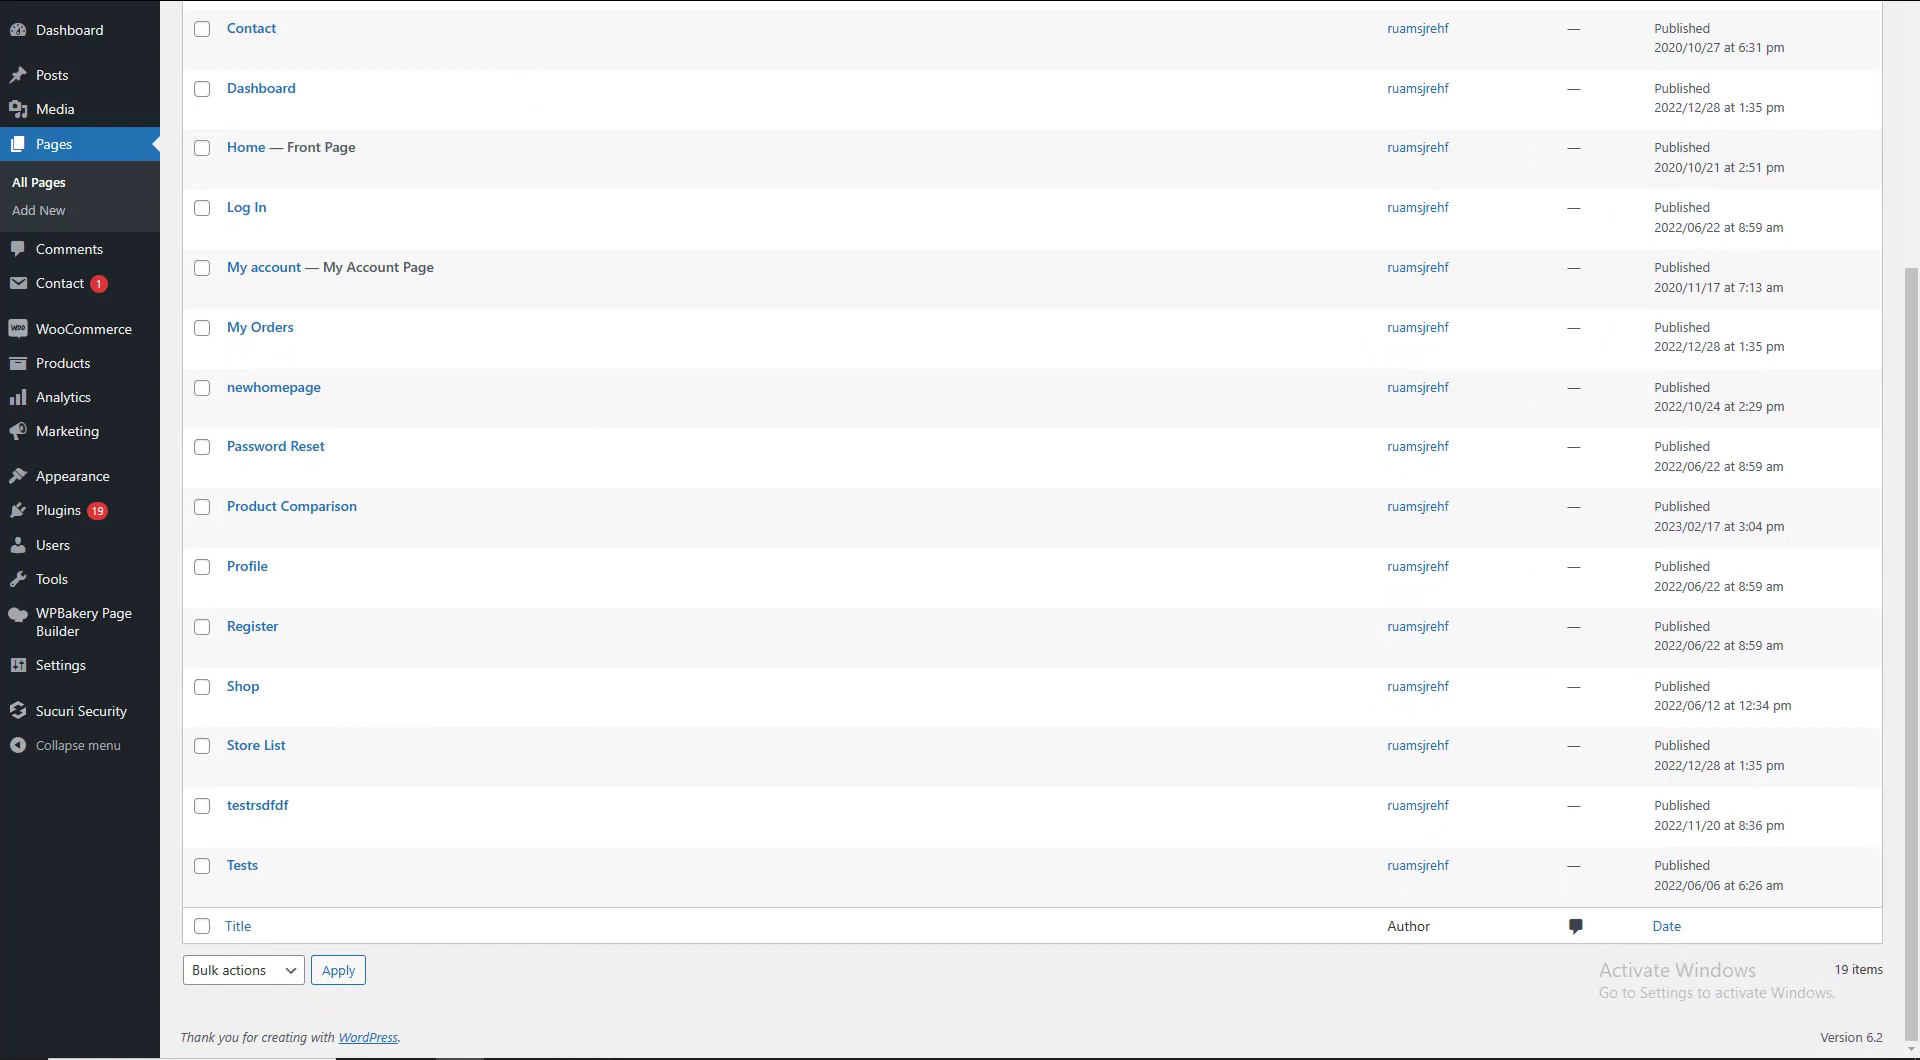 Dashboard
Posts
Media
Pages
All Pages
Add New
Comments
Contact 1
WooCommerce
Products
Analytics
Marketing
Appearance
Plugins 19
Users
Tools
WPBakery Page
Builder
Settings
Sucuri Security
Collapse menu
Contact ruamsjrehf — Published
2020/10/27 at 6:31 pm
Dashboard ruamsjrehf — Published
2022/12/28 at 1:35 pm
Home — Front Page ruamsjrehf — Published
2020/10/21 at 2:51 pm
Log In ruamsjrehf — Published
2022/06/22 at 8:59 am
My account — My Account Page ruamsjrehf — Published
2020/11/17 at 7:13 am
My Orders ruamsjrehf — Published
2022/12/28 at 1:35 pm
newhomepage ruamsjrehf — Published
2022/10/24 at 2:29 pm
Password Reset ruamsjrehf — Published
2022/06/22 at 8:59 am
Product Comparison ruamsjrehf — Published
2023/02/17 at 3:04 pm
Profile ruamsjrehf — Published
2022/06/22 at 8:59 am
Register ruamsjrehf — Published
2022/06/22 at 8:59 am
Shop ruamsjrehf — Published
2022/06/12 at 12:34 pm
Store List ruamsjrehf — Published
2022/12/28 at 1:35 pm
testrsdfdf ruamsjrehf — Published
2022/11/20 at 8:36 pm
Tests ruamsjrehf — Published
2022/06/06 at 6:26 am
Title Author Date
Bulk actions Apply 19 items
Activate Windows
Go to Settings to activate Windows.
Thank you for creating with WordPress. Version 6.2